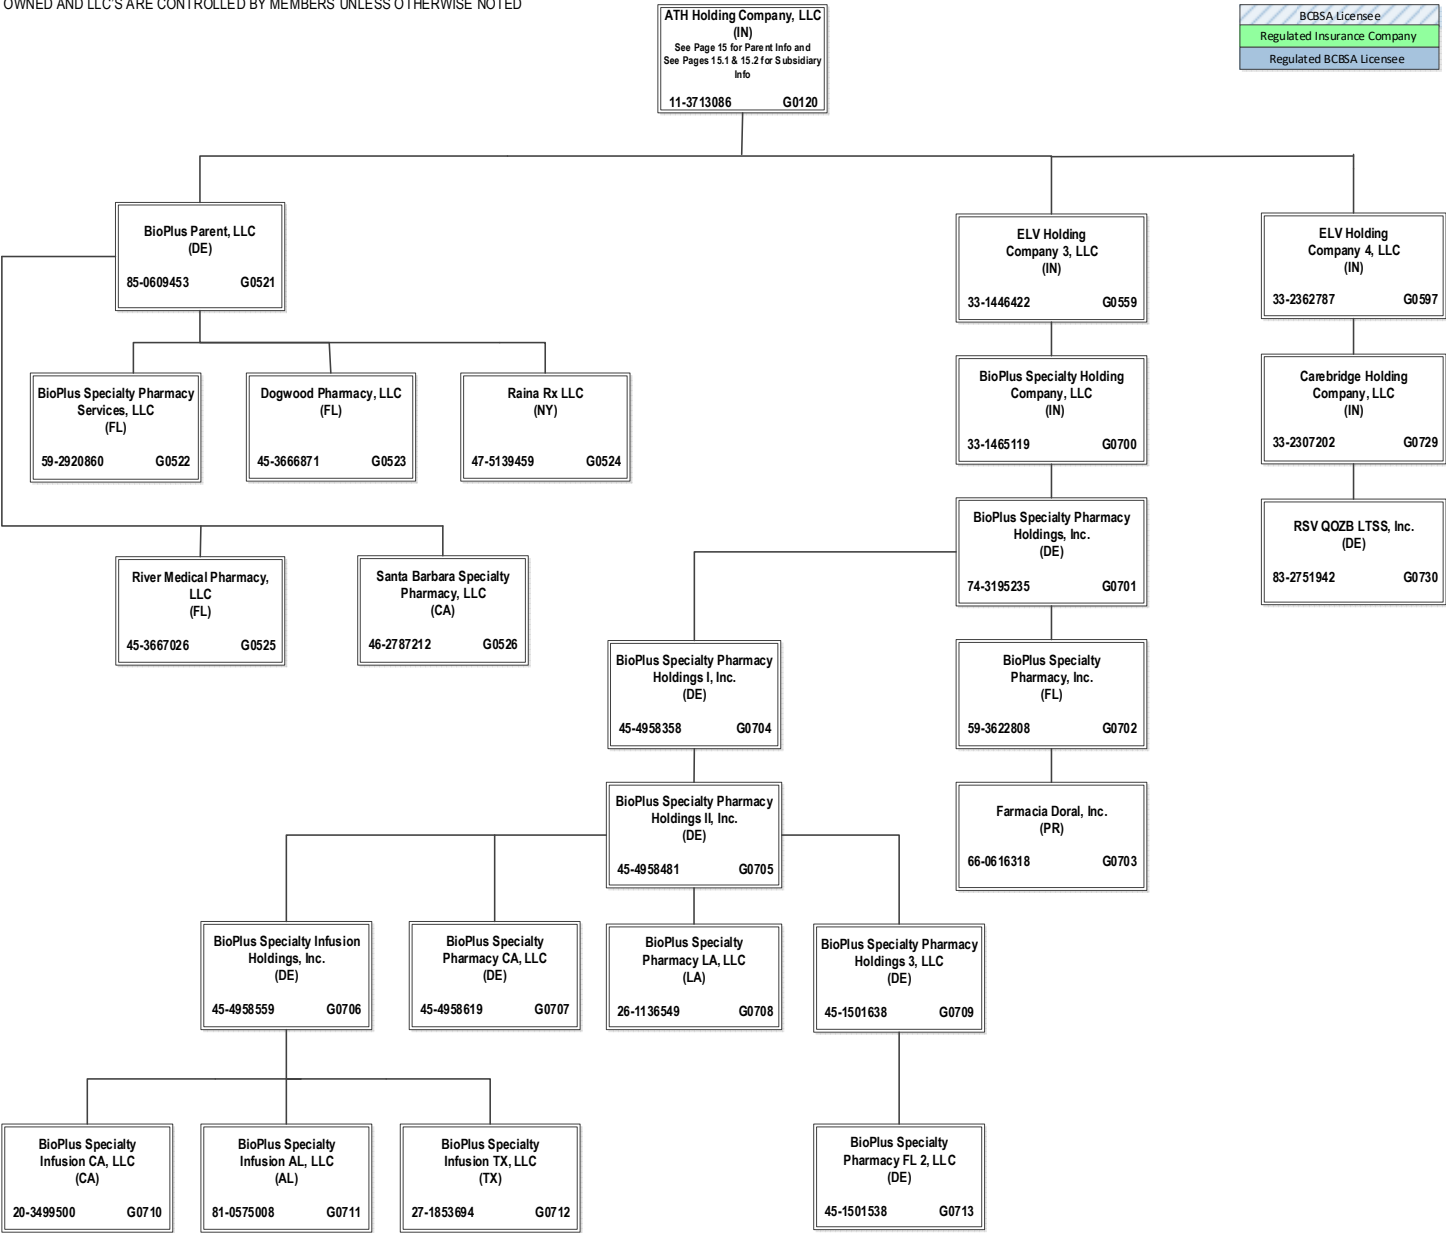 OWNED AND LLC'S ARE CONTROLLED BY MEMBERS UNLESS OTHERWISE NOTED
ATH Holding Company, LLC
(IN)
See Page 15 for Parent Info and
See Pages 15.1 & 15.2 for Subsidiary
Info
11-3713086 G0120
BCBSA Licensee
Regulated Insurance Company
Regulated BCBSA Licensee
BioPlus Parent, LLC
(DE)
85-0609453 G0521
ELV Holding
Company 3, LLC
(IN)
33-1446422 G0559
ELV Holding
Company 4, LLC
(IN)
33-2362787 G0597
BioPlus Specialty Pharmacy
Services, LLC
(FL)
59-2920860 G0522
Dogwood Pharmacy, LLC
(FL)
45-3666871 G0523
Raina Rx LLC
(NY)
47-5139459 G0524
BioPlus Specialty Holding
Company, LLC
(IN)
33-1465119 G0700
Carebridge Holding
Company, LLC
(IN)
33-2307202 G0729
BioPlus Specialty Pharmacy
Holdings, Inc.
(DE)
74-3195235 G0701
RSV QOZB LTSS, Inc.
(DE)
83-2751942 G0730
River Medical Pharmacy,
LLC
(FL)
45-3667026 G0525
Santa Barbara Specialty
Pharmacy, LLC
(CA)
46-2787212 G0526
BioPlus Specialty Pharmacy
Holdings I, Inc.
(DE)
45-4958358 G0704
BioPlus Specialty
Pharmacy, Inc.
(FL)
59-3622808 G0702
BioPlus Specialty Pharmacy
Holdings II, Inc.
(DE)
45-4958481 G0705
Farmacia Doral, Inc.
(PR)
66-0616318 G0703
BioPlus Specialty Infusion
Holdings, Inc.
(DE)
45-4958559 G0706
BioPlus Specialty
Pharmacy CA, LLC
(DE)
45-4958619 G0707
BioPlus Specialty
Pharmacy LA, LLC
(LA)
26-1136549 G0708
BioPlus Specialty Pharmacy
Holdings 3, LLC
(DE)
45-1501638 G0709
BioPlus Specialty
Infusion CA, LLC
(CA)
20-3499500 G0710
BioPlus Specialty
Infusion AL, LLC
(AL)
81-0575008 G0711
BioPlus Specialty
Infusion TX, LLC
(TX)
27-1853694 G0712
BioPlus Specialty
Pharmacy FL 2, LLC
(DE)
45-1501538 G0713